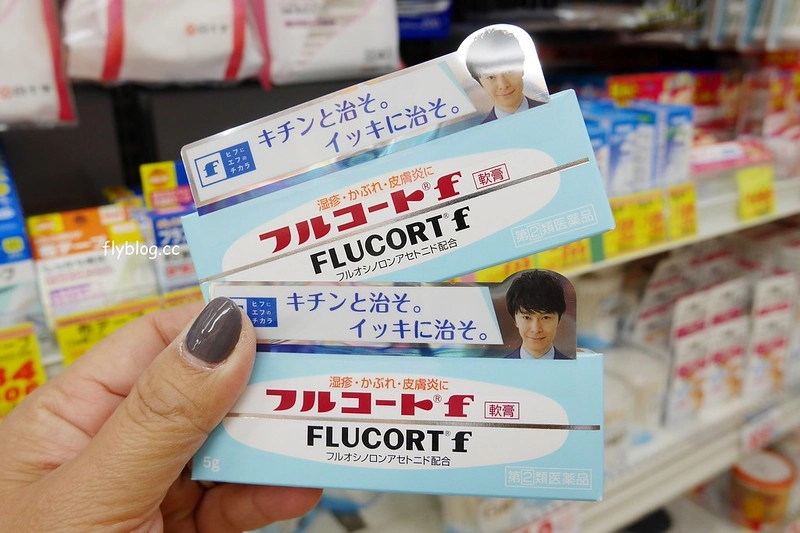 キチンと治そ。
イッキに治そ。
f
ヒフに
エフの
チカラ
湿疹・かぶれ・皮膚炎に
フルコート®f
軟膏
FLUCORT® f
フルオシノロンアセトニド配合
第②類医薬品
flyblog.cc
ヒフに
エフの
チカラ
キチンと治そ。
イッキに治そ。
湿疹・かぶれ・皮膚炎に
フルコート®f
軟膏
FLUCORT® f
フルオシノロンアセトニド配合
5g
第②類医薬品